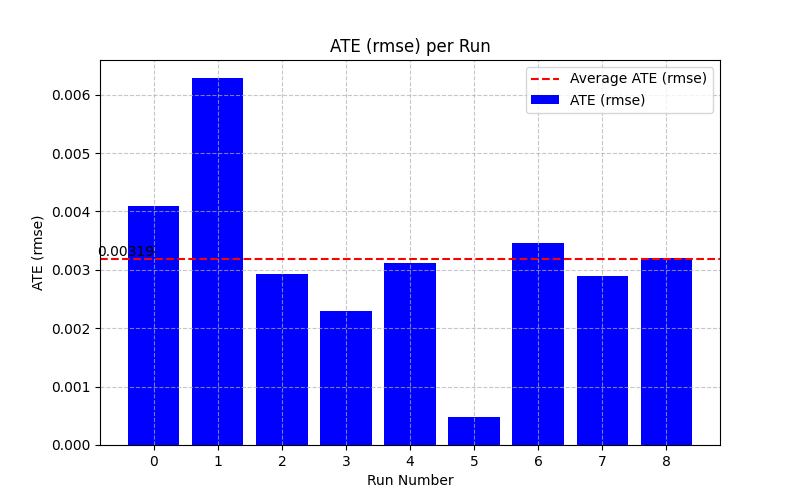 ATE (rmse) per Run
Average ATE (rmse)
ATE (rmse)
ATE (rmse)
0.006
0.005
0.004
0.003
0.002
0.001
0.000
0.00319
0 1 2 3 4 5 6 7 8
Run Number